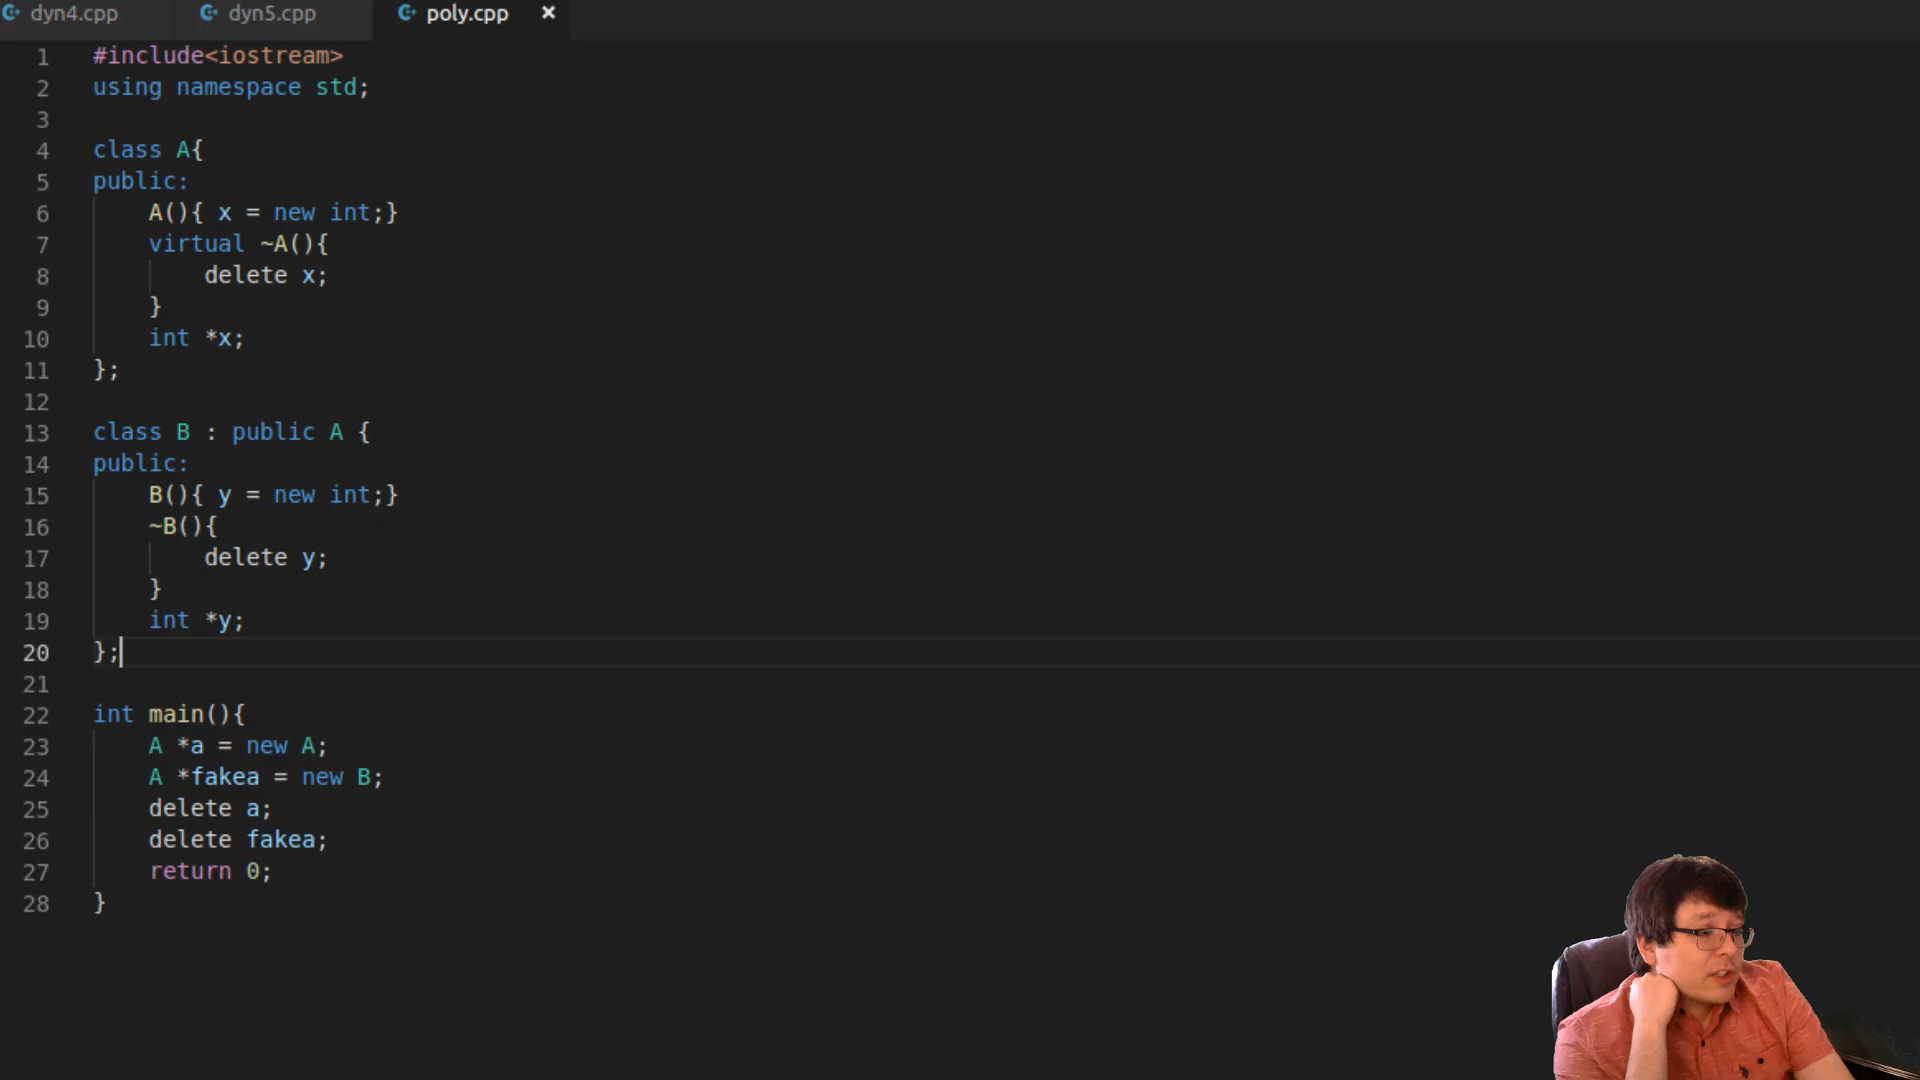 dyn4.cpp dyn5.cpp poly.cpp
1 #include<iostream>
2 using namespace std;
3
4 class A{
5 public:
6 A(){ x = new int;}
7 virtual ~A(){
8 delete x;
9 }
10 int *x;
11 };
12
13 class B : public A {
14 public:
15 B(){ y = new int;}
16 ~B(){
17 delete y;
18 }
19 int *y;
20 };
21
22 int main(){
23 A *a = new A;
24 A *fakea = new B;
25 delete a;
26 delete fakea;
27 return 0;
28 }